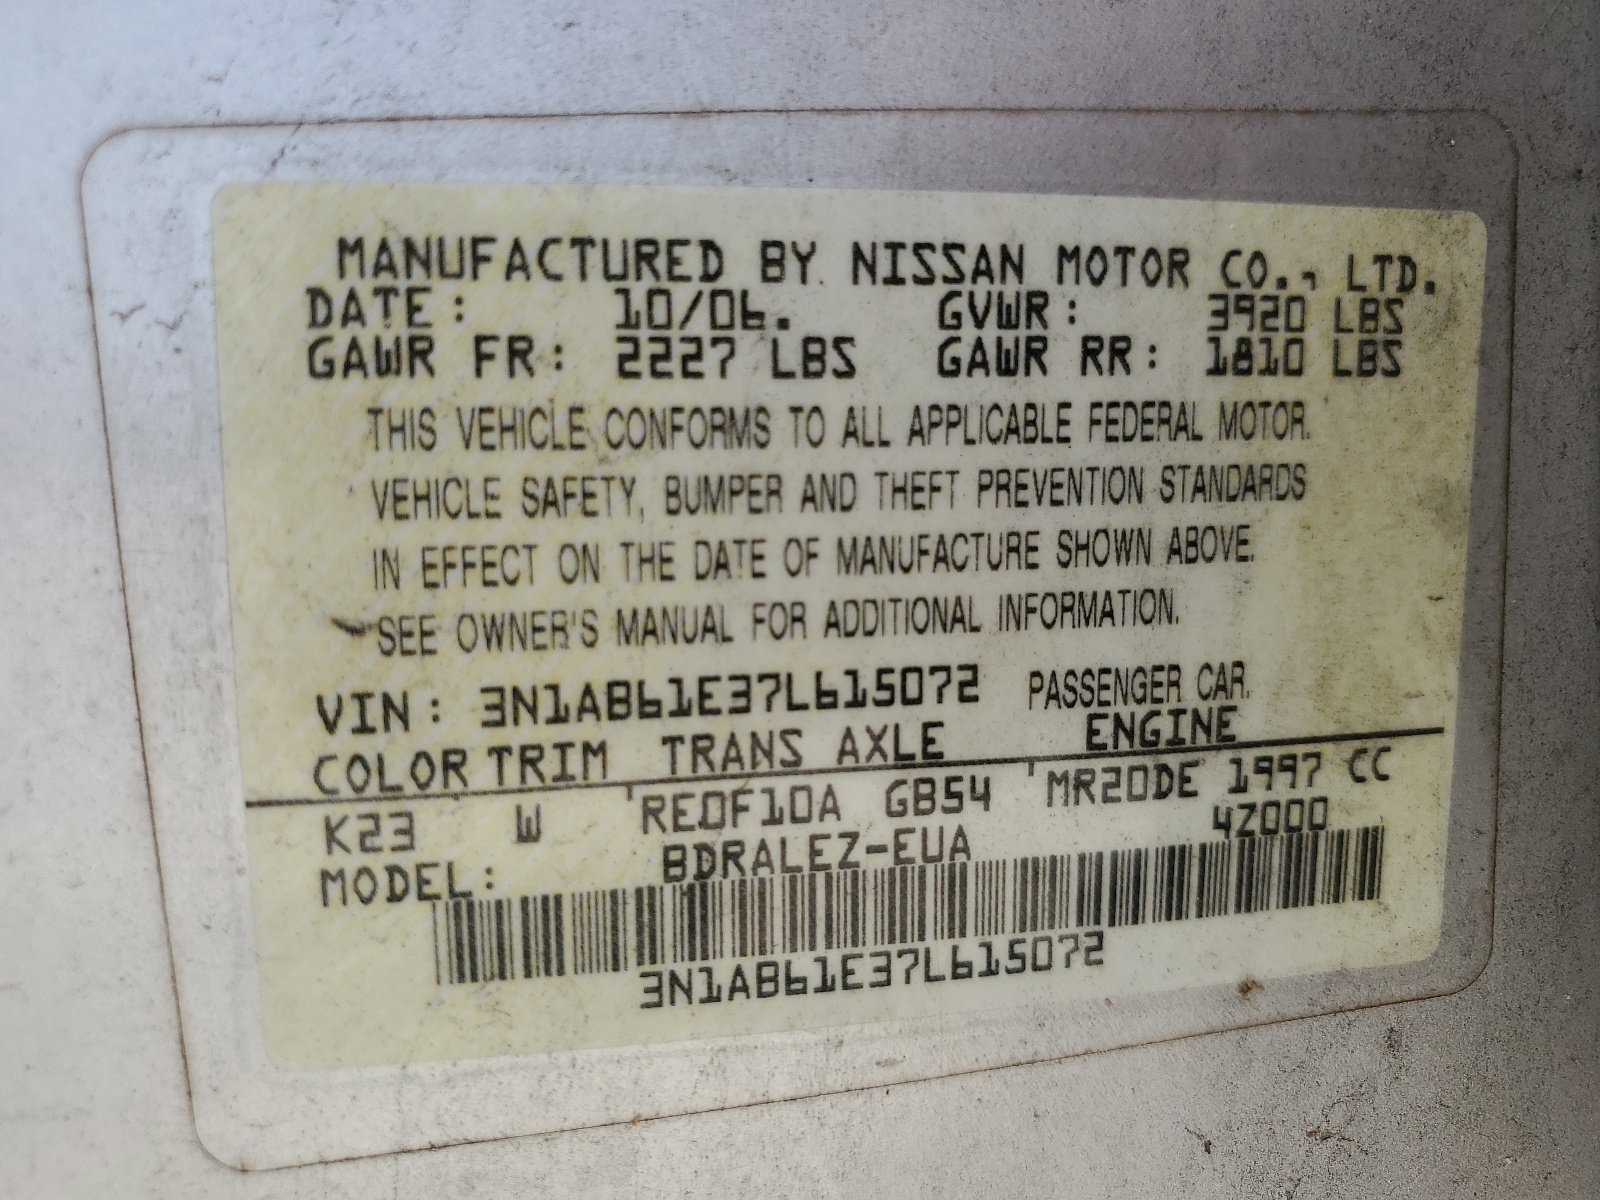 MANUFACTURED BY NISSAN MOTOR CO., LTD.
DATE: 10/06. GVWR: 3920 LBS
GAWR FR: 2227 LBS GAWR RR: 1810 LBS
THIS VEHICLE CONFORMS TO ALL APPLICABLE FEDERAL MOTOR
VEHICLE SAFETY, BUMPER AND THEFT PREVENTION STANDARDS
IN EFFECT ON THE DATE OF MANUFACTURE SHOWN ABOVE.
SEE OWNER'S MANUAL FOR ADDITIONAL INFORMATION.
VIN: 3N1AB61E37L615072 PASSENGER CAR.
COLOR TRIM TRANS AXLE ENGINE
K23 W RE0F10A GB54 MR20DE 1997 CC
MODEL: BDRALEZ-EUA 4Z000
3N1AB61E37L615072